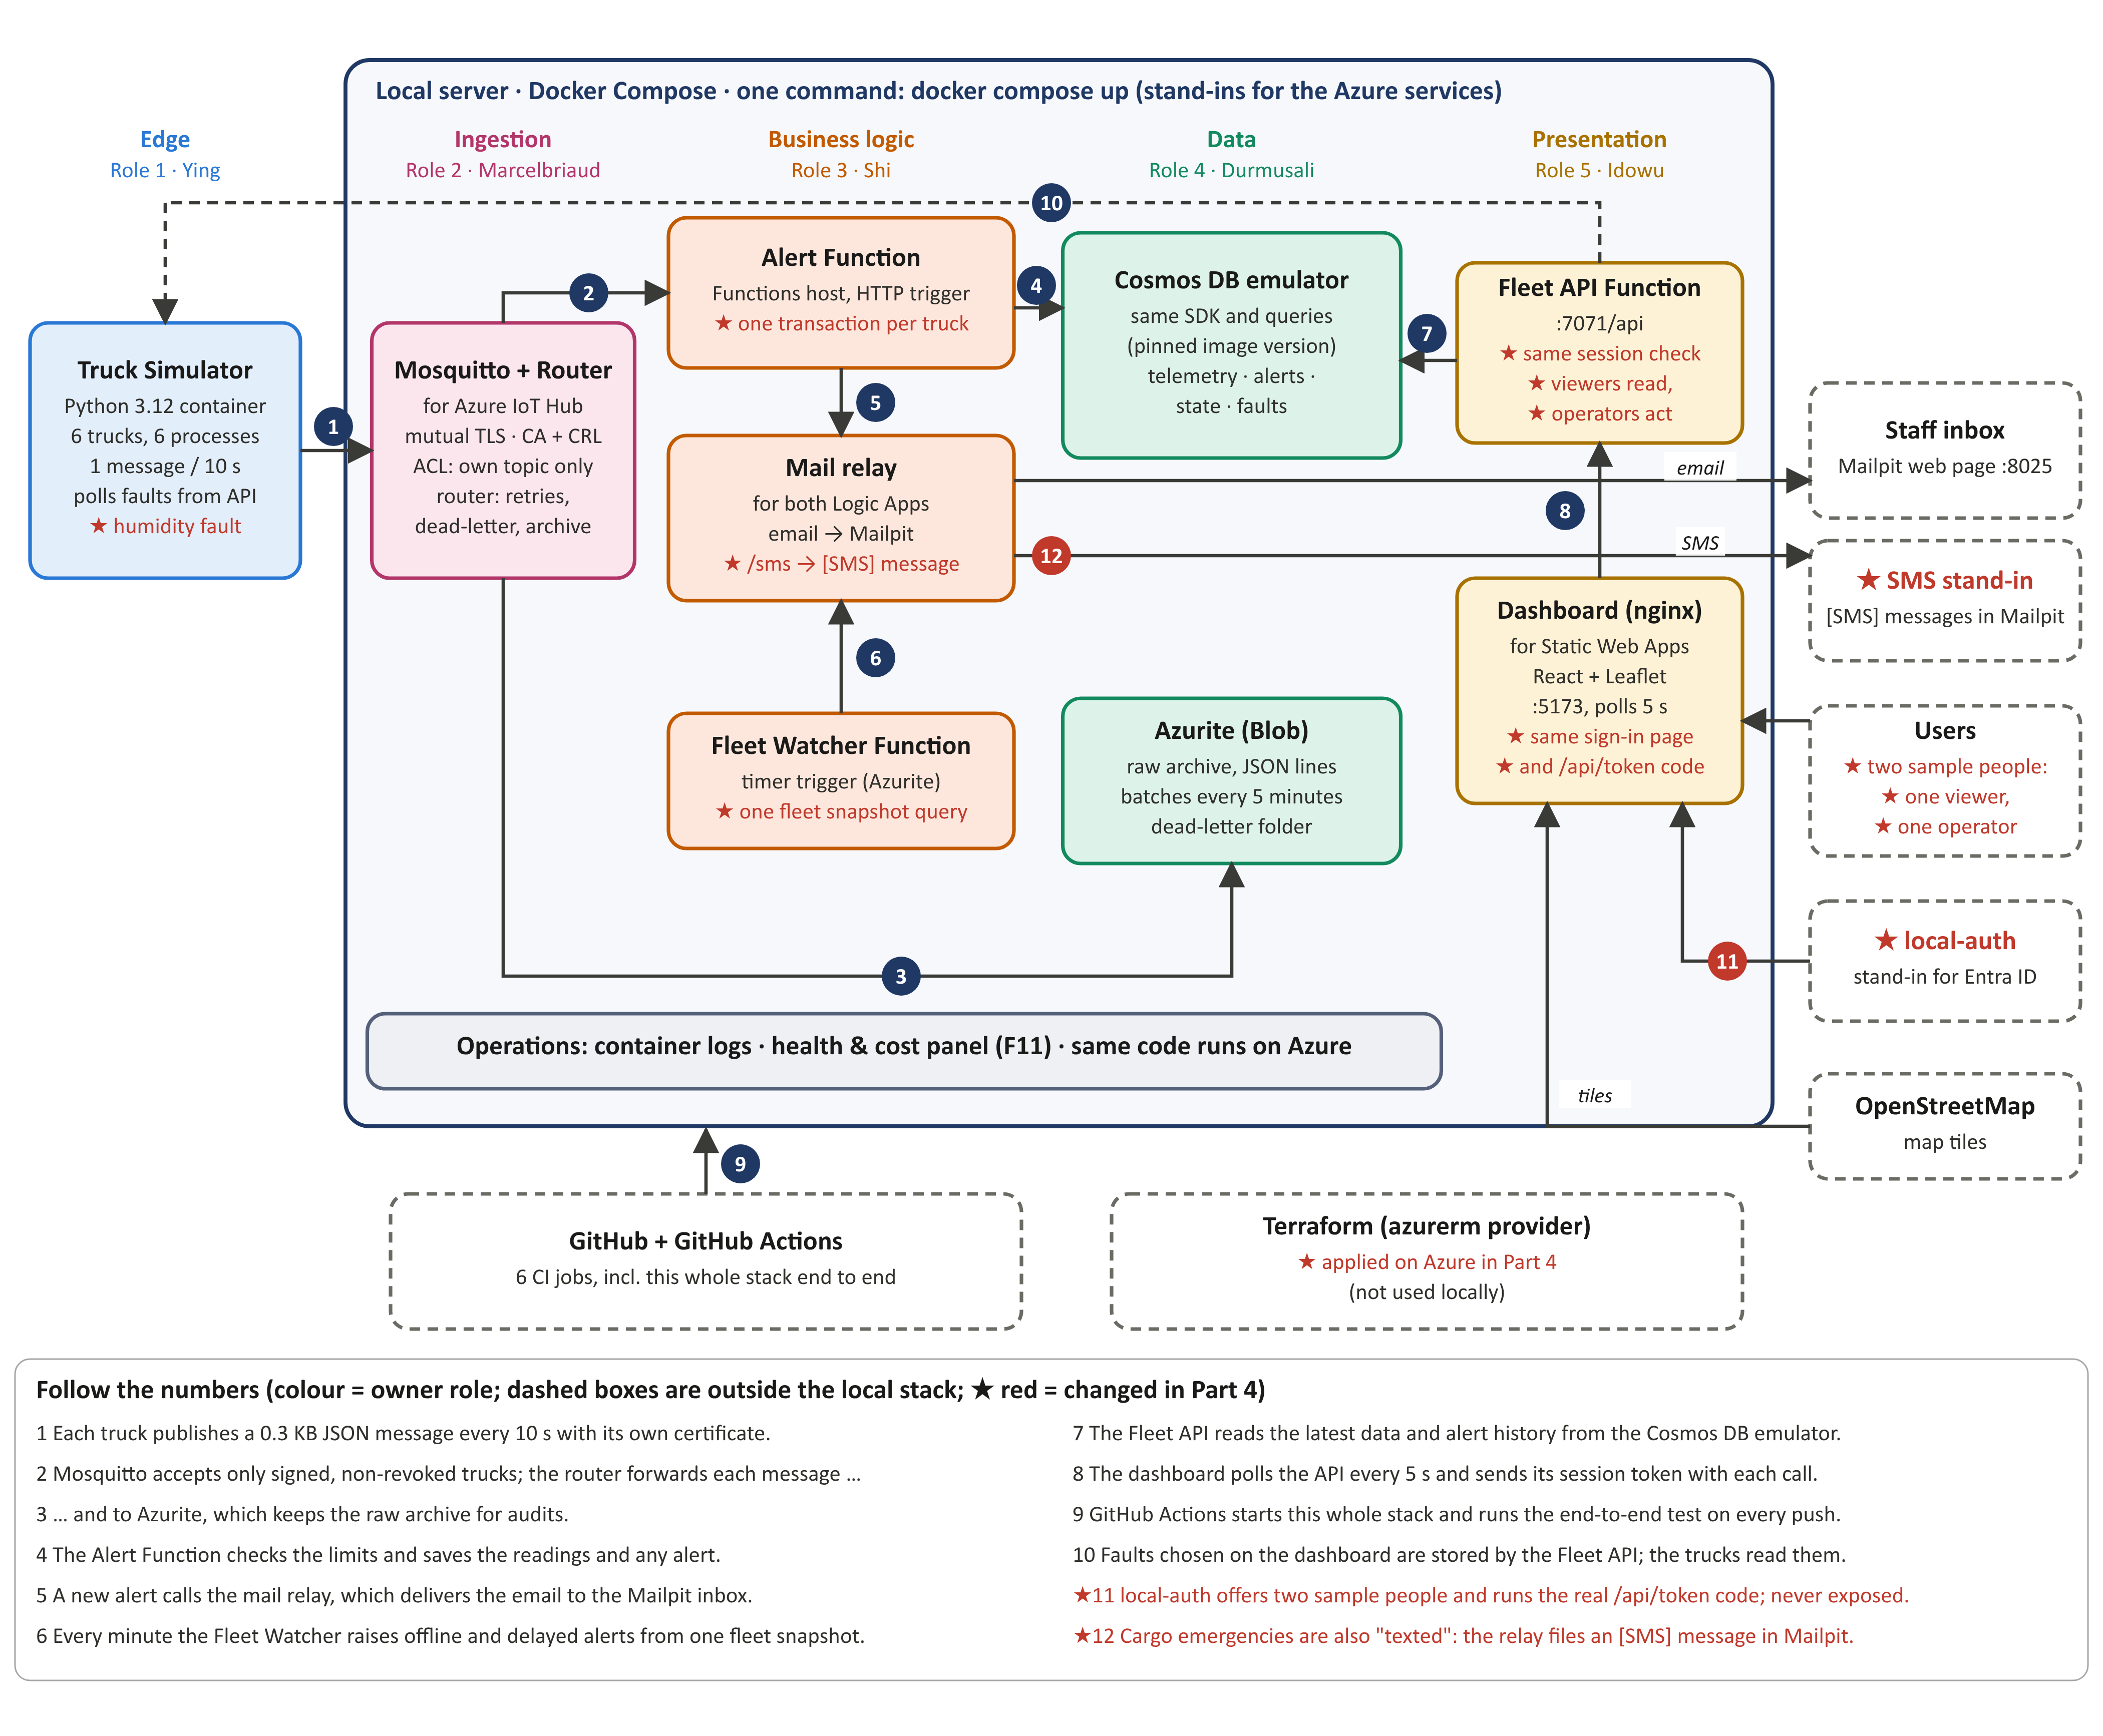 Local server · Docker Compose · one command: docker compose up (stand-ins for the Azure services)
Edge
Role 1 · Ying
Ingestion
Role 2 · Marcelbriaud
Business logic
Role 3 · Shi
Data
Role 4 · Durmusali
Presentation
Role 5 · Idowu
10
Truck Simulator
Python 3.12 container
6 trucks, 6 processes
1 message / 10 s
polls faults from API
★ humidity fault
1
Mosquitto + Router
for Azure IoT Hub
mutual TLS · CA + CRL
ACL: own topic only
router: retries,
dead-letter, archive
2
Alert Function
Functions host, HTTP trigger
★ one transaction per truck
4
5
Mail relay
for both Logic Apps
email → Mailpit
★ /sms → [SMS] message
12
6
Fleet Watcher Function
timer trigger (Azurite)
★ one fleet snapshot query
Cosmos DB emulator
same SDK and queries
(pinned image version)
telemetry · alerts ·
state · faults
7
Azurite (Blob)
raw archive, JSON lines
batches every 5 minutes
dead-letter folder
3
Fleet API Function
:7071/api
★ same session check
★ viewers read,
★ operators act
email
8
SMS
Dashboard (nginx)
for Static Web Apps
React + Leaflet
:5173, polls 5 s
★ same sign-in page
★ and /api/token code
11
tiles
Staff inbox
Mailpit web page :8025
★ SMS stand-in
[SMS] messages in Mailpit
Users
★ two sample people:
★ one viewer,
★ one operator
★ local-auth
stand-in for Entra ID
OpenStreetMap
map tiles
Operations: container logs · health & cost panel (F11) · same code runs on Azure
9
GitHub + GitHub Actions
6 CI jobs, incl. this whole stack end to end
Terraform (azurerm provider)
★ applied on Azure in Part 4
(not used locally)
Follow the numbers (colour = owner role; dashed boxes are outside the local stack; ★ red = changed in Part 4)
1 Each truck publishes a 0.3 KB JSON message every 10 s with its own certificate.
2 Mosquitto accepts only signed, non-revoked trucks; the router forwards each message ...
3 ... and to Azurite, which keeps the raw archive for audits.
4 The Alert Function checks the limits and saves the readings and any alert.
5 A new alert calls the mail relay, which delivers the email to the Mailpit inbox.
6 Every minute the Fleet Watcher raises offline and delayed alerts from one fleet snapshot.
7 The Fleet API reads the latest data and alert history from the Cosmos DB emulator.
8 The dashboard polls the API every 5 s and sends its session token with each call.
9 GitHub Actions starts this whole stack and runs the end-to-end test on every push.
10 Faults chosen on the dashboard are stored by the Fleet API; the trucks read them.
★11 local-auth offers two sample people and runs the real /api/token code; never exposed.
★12 Cargo emergencies are also "texted": the relay files an [SMS] message in Mailpit.